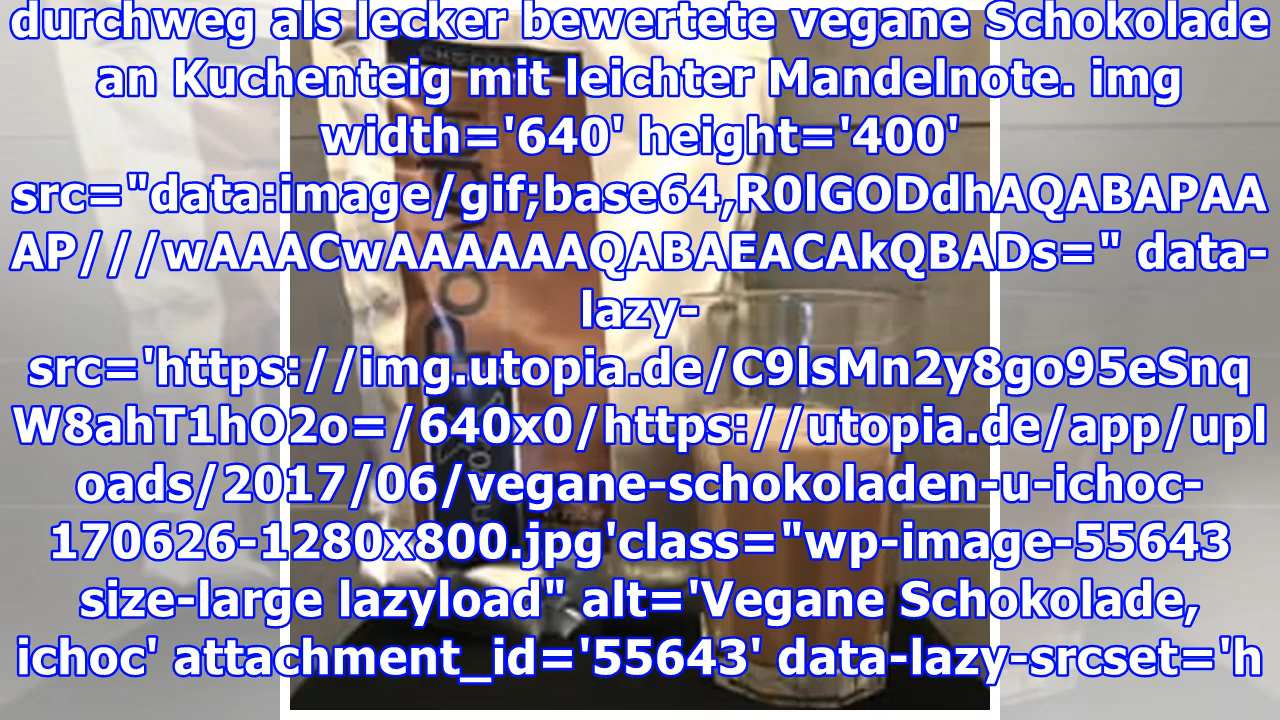 durchweg als lecker bewertete vegane Schokolade
an Kuchenteig mit leichter Mandelnote. img
width='640' height='400'
src="data:image/gif;base64,R0lGODdhAQABAPAA
AP///wAAACwAAAAAAQABAEACAkQBADs=" data-
lazy-
src='https://img.utopia.de/C9lsMn2y8go95eSnq
W8ahT1hO2o=/640x0/https://utopia.de/app/upl
oads/2017/06/vegane-schokoladen-u-ichoc-
170626-1280x800.jpg'class="wp-image-55643
size-large lazyload" alt='Vegane Schokolade,
ichoc' attachment_id='55643' data-lazy-srcset='h